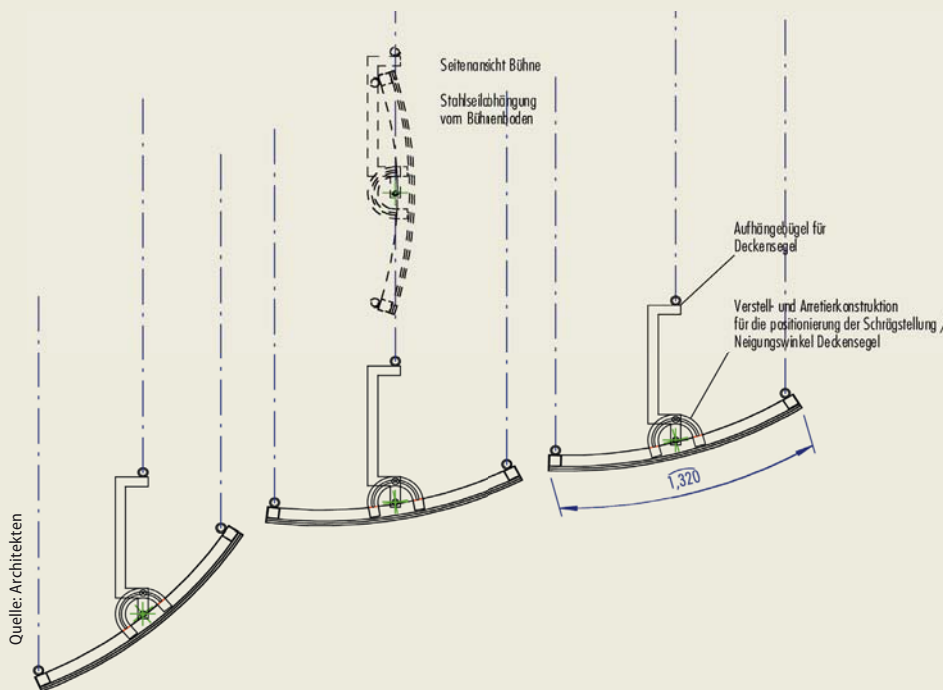 Seitenansicht Bühne
Stahlseilabhängung
vom Bühnenboden
Aufhängebügel für
Deckensegel
Verstell- und Arretierkonstruktion
für die positionierung der Schrägstellung /
Neigungswinkel Deckensegel
1,320
Quelle: Architekten